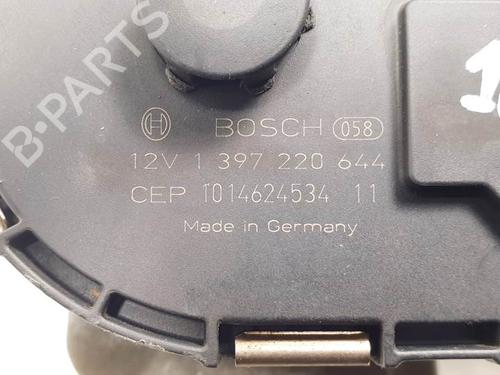 BOSCH 058
12V 1 397 220 644
CEP 1014624534 11
Made in Germany
B-PARTS